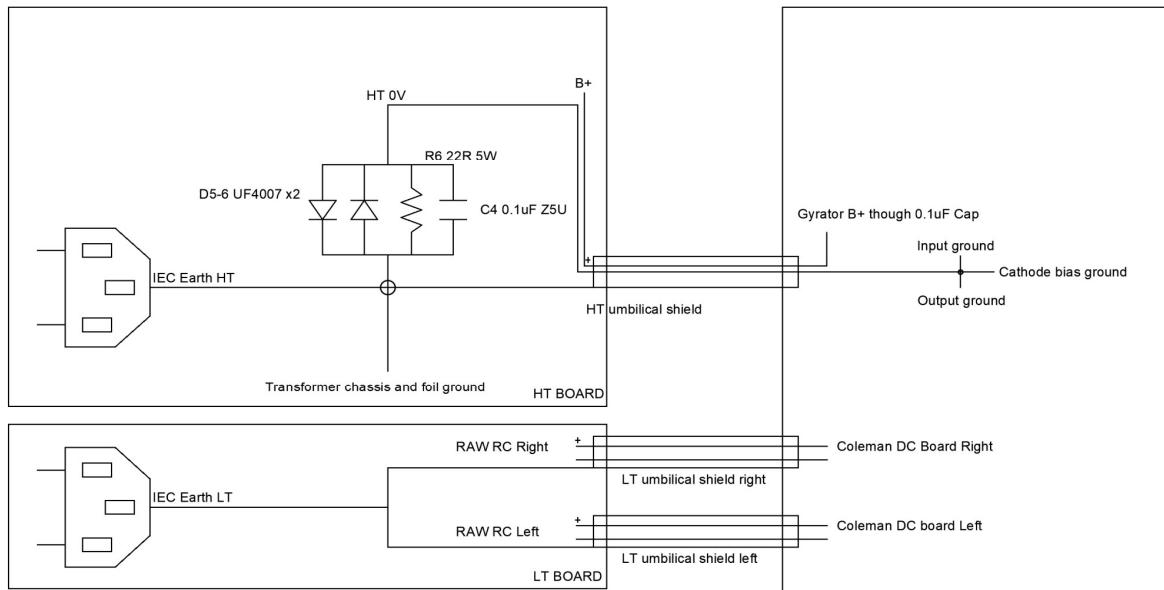 B+
HT 0V
R6 22R 5W
D5-6 UF4007 x2
C4 0.1uF Z5U
Gyrator B+ though 0.1uF Cap
Input ground
IEC Earth HT
+
Cathode bias ground
Output ground
HT umbilical shield
Transformer chassis and foil ground
HT BOARD
RAW RC Right
+
Coleman DC Board Right
LT umbilical shield right
IEC Earth LT
RAW RC Left
+
Coleman DC board Left
LT umbilical shield left
LT BOARD